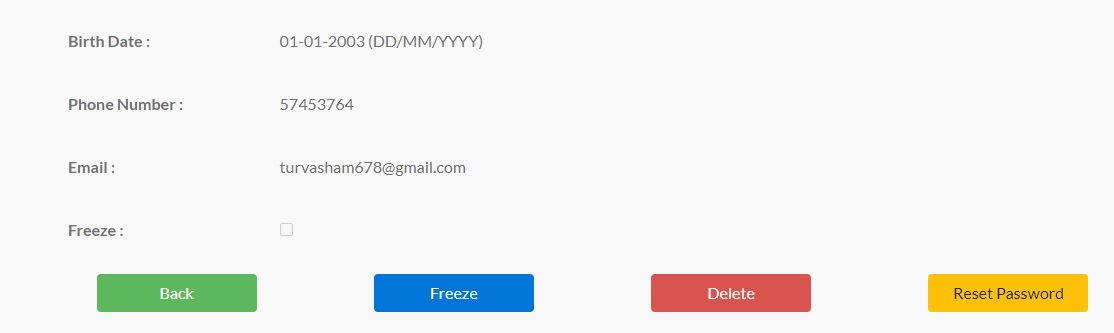 Birth Date : 01-01-2003 (DD/MM/YYYY)
Phone Number : 57453764
Email : turvasham678@gmail.com
Freeze :
Back Freeze Delete Reset Password